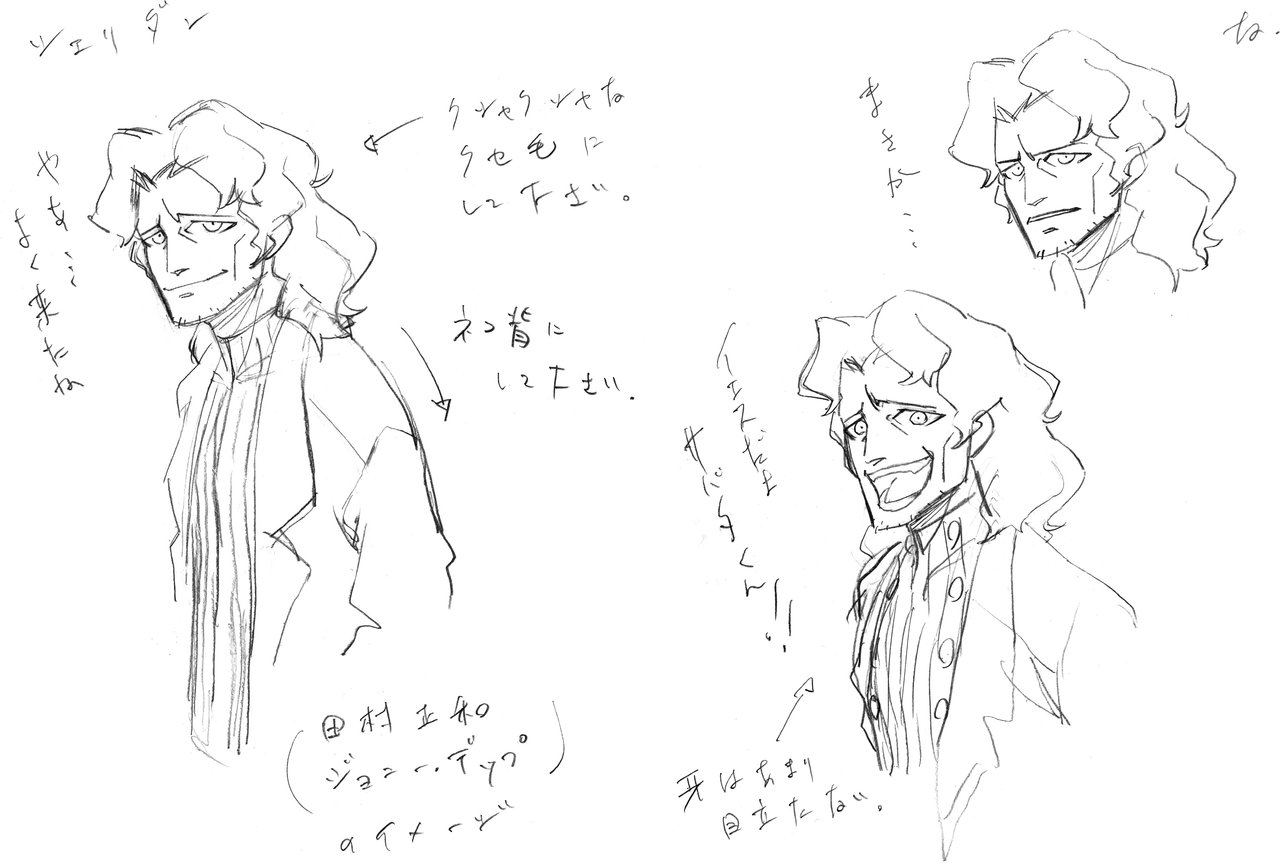 シェリダン
クシャクシャな
クセ毛に
して下さい。
やあ…
よく来たね
ネコ背に
して下さい.
田村正和
ジョニー・デップ
のイメージ
ね.
まさか…
イエスだよ
サバタくん!!
牙はあまり
目立たない。